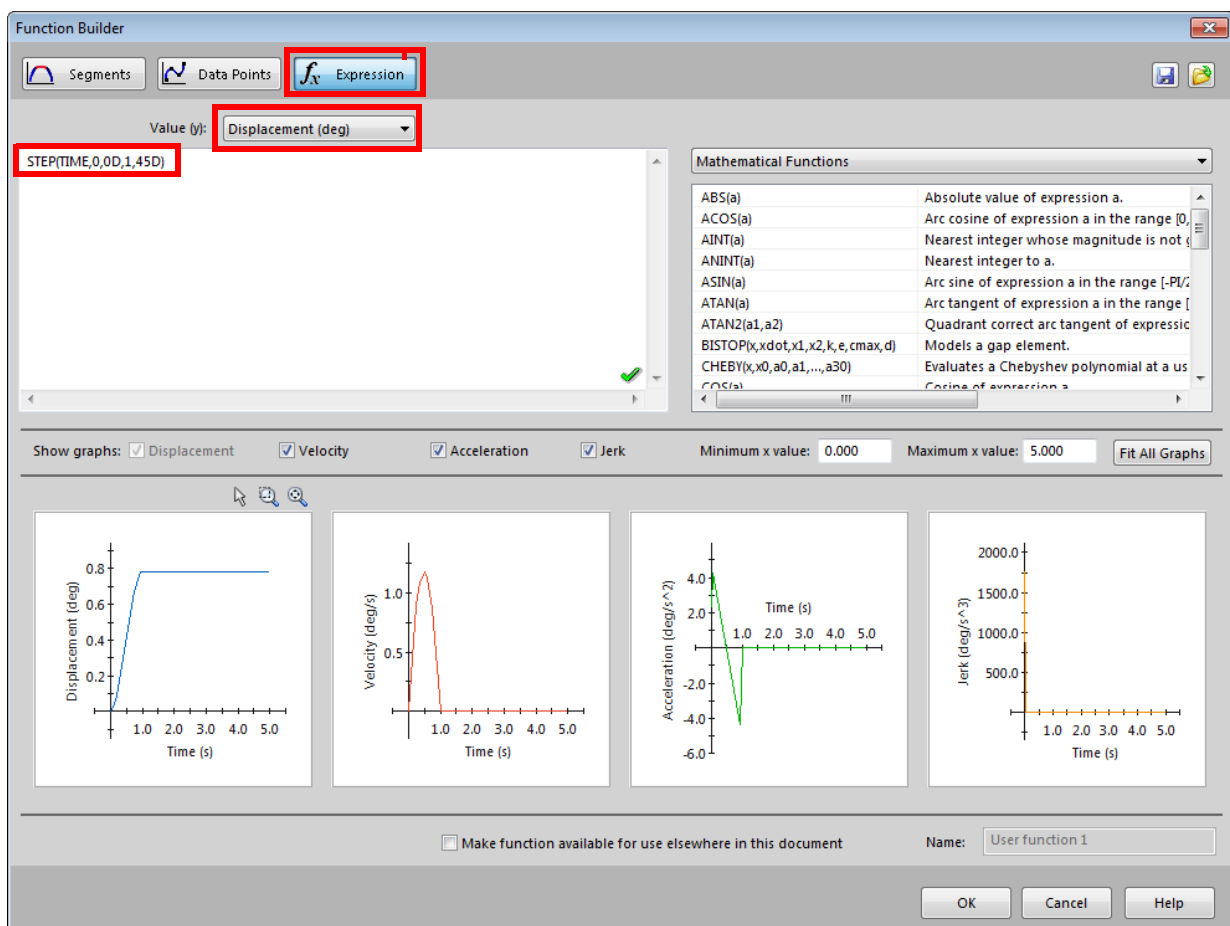 Function Builder
Segments
Data Points
fx Expression
Value (y): Displacement (deg)
STEP(TIME,0,0D,1,45D)
Mathematical Functions
ABS(a) Absolute value of expression a.
ACOS(a) Arc cosine of expression a in the range [0,
AINT(a) Nearest integer whose magnitude is not
ANINT(a) Nearest integer to a.
ASIN(a) Arc sine of expression a in the range [-PI/2
ATAN(a) Arc tangent of expression a in the range [
ATAN2(a1,a2) Quadrant correct arc tangent of expressic
BISTOP(x,xdot,x1,x2,k,e,cmax,d) Models a gap element.
CHEBY(x,x0,a0,a1,...,a30) Evaluates a Chebyshev polynomial at a us
COS(a) Cosine of expression a
Show graphs: Displacement Velocity Acceleration Jerk Minimum x value: 0.000 Maximum x value: 5.000 Fit All Graphs
Displacement (deg)
0.8
0.6
0.4
0.2
1.0 2.0 3.0 4.0 5.0
Time (s)
Velocity (deg/s)
1.0
0.5
1.0 2.0 3.0 4.0 5.0
Time (s)
Acceleration (deg/s^2)
4.0
2.0
-2.0
-4.0
-6.0
Time (s)
1.0 2.0 3.0 4.0 5.0
Jerk (deg/s^3)
2000.0
1500.0
1000.0
500.0
1.0 2.0 3.0 4.0 5.0
Time (s)
Make function available for use elsewhere in this document Name: User function 1
OK Cancel Help